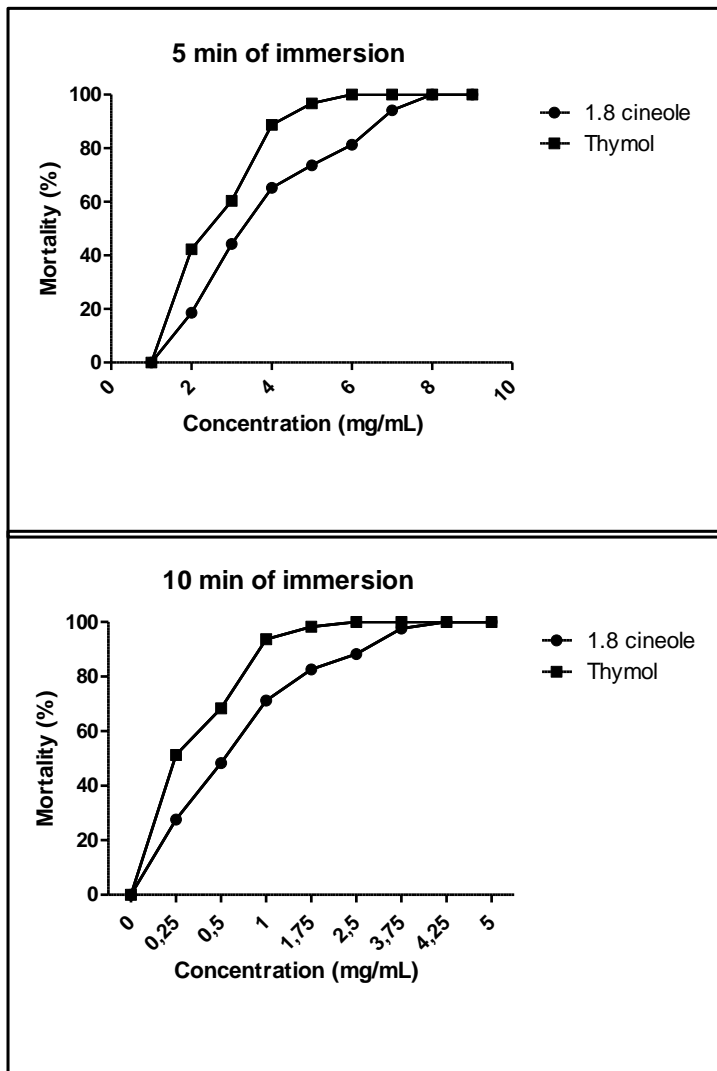 5 min of immersion
100
80
60
40
20
0
Mortality (%)
0
2
4
6
8
10
Concentration (mg/mL)
1.8 cineole
Thymol
10 min of immersion
100
80
60
40
20
0
Mortality (%)
0
0,25
0,5
1
1,75
2,5
3,75
4,25
5
Concentration (mg/mL)
1.8 cineole
Thymol